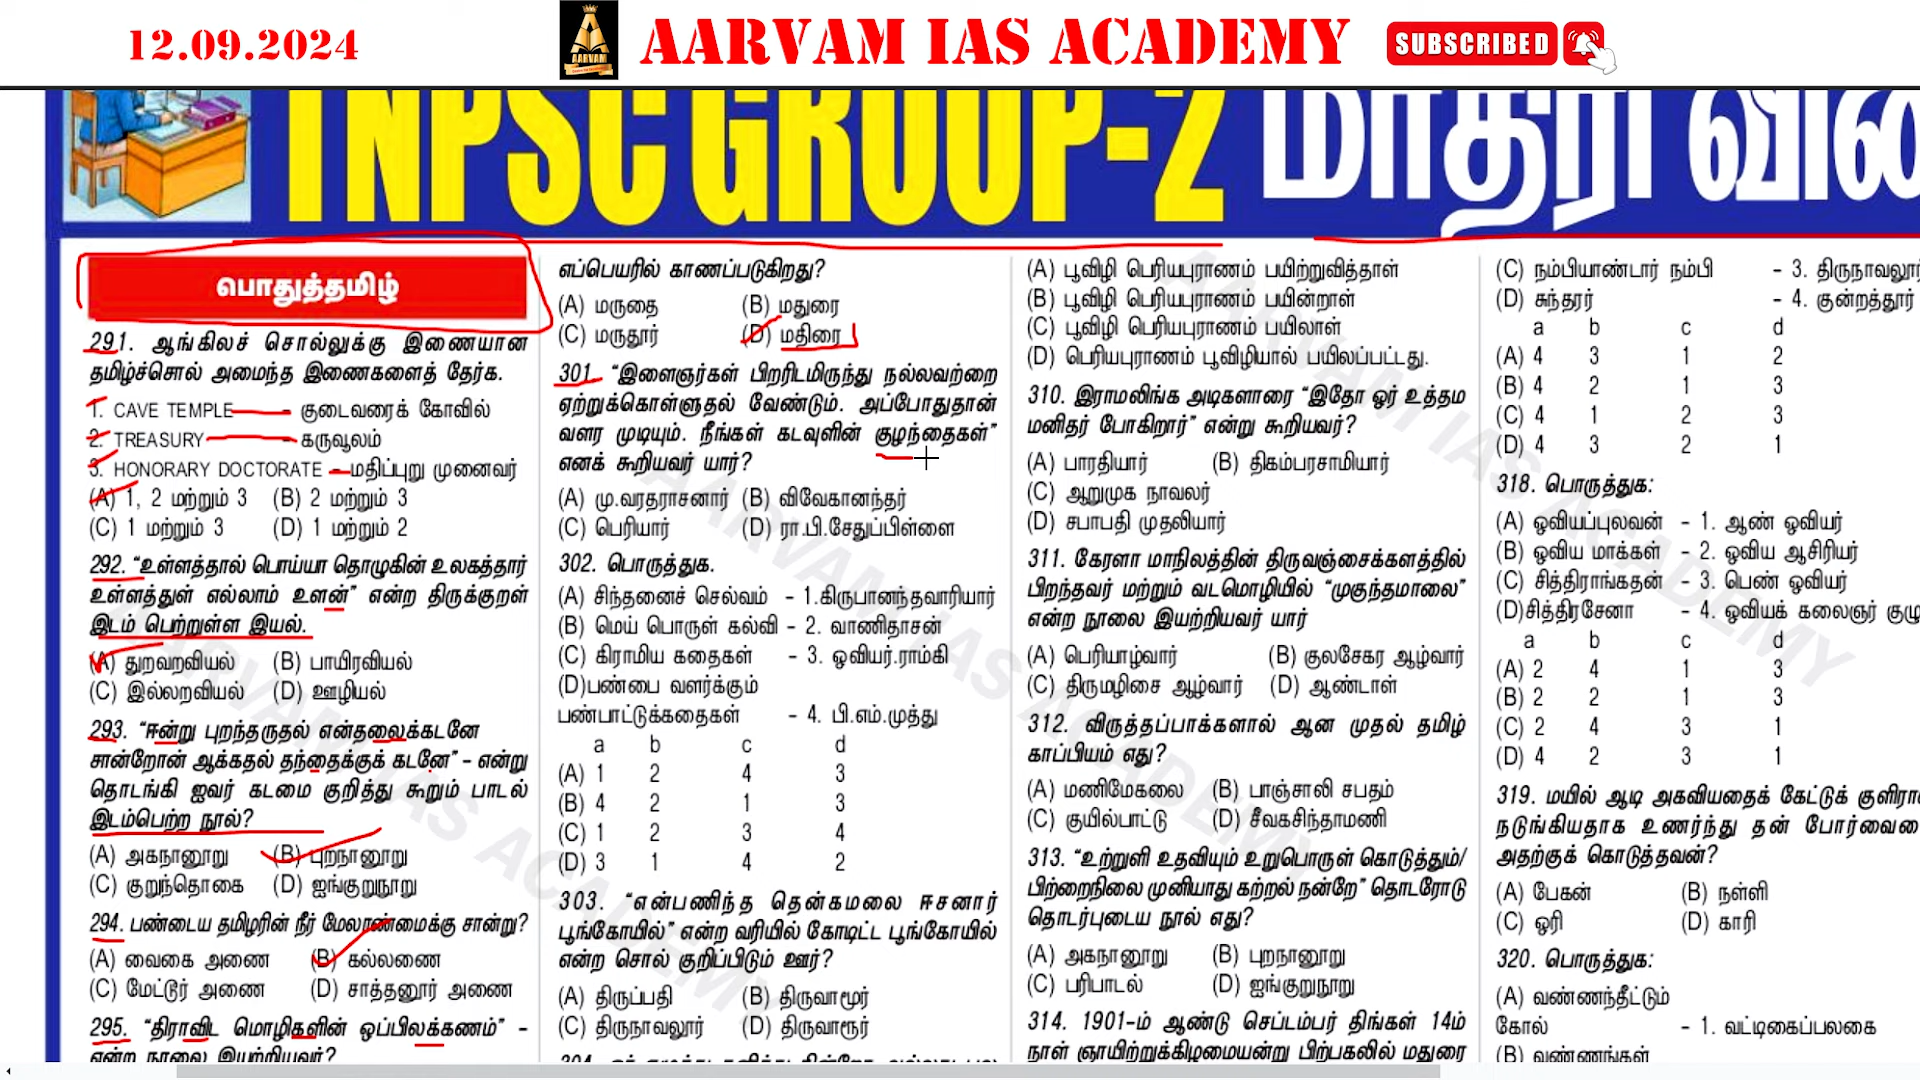 12.09.2024
AARVAM
AARVAM IAS ACADEMY
SUBSCRIBED
TNPSC GROUP-2 மாதிரி
பொதுத்தமிழ்
291. ஆங்கிலச் சொல்லுக்கு இணையான
தமிழ்ச்சொல் அமைந்த இணைகளைத் தேர்க.
1. CAVE TEMPLE - குடைவரைக் கோவில்
2. TREASURY - கருவூலம்
3. HONORARY DOCTORATE - மதிப்புறு முனைவர்
(A) 1, 2 மற்றும் 3 (B) 2 மற்றும் 3
(C) 1 மற்றும் 3 (D) 1 மற்றும் 2
292. “உள்ளத்தால் பொய்யா தொழுகின் உலகத்தார்
உள்ளத்துள் எல்லாம் உளன்” என்ற திருக்குறள்
இடம் பெற்றுள்ள இயல்.
(A) துறவறவியல் (B) பாயிரவியல்
(C) இல்லறவியல் (D) ஊழியல்
293. “ஈன்று புறந்தருதல் என்தலைக்கடனே
சான்றோன் ஆக்கதல் தந்தைக்குக் கடனே” - என்று
தொடங்கி ஐவர் கடமை குறித்து கூறும் பாடல்
இடம்பெற்ற நூல்?
(A) அகநானூறு (B) புறநானூறு
(C) குறுந்தொகை (D) ஐங்குறுநூறு
294. பண்டைய தமிழரின் நீர் மேலாண்மைக்கு சான்று?
(A) வைகை அணை (B) கல்லணை
(C) மேட்டூர் அணை (D) சாத்தனூர் அணை
295. “திராவிட மொழிகளின் ஒப்பிலக்கணம்” -
என்ற நூலை இயற்றியவர்?
எப்பெயரில் காணப்படுகிறது?
(A) மருதை (B) மதுரை
(C) மருதூர் (D) மதிரை
301. “இளைஞர்கள் பிறரிடமிருந்து நல்லவற்றை
ஏற்றுக்கொள்ளுதல் வேண்டும். அப்போதுதான்
வளர முடியும். நீங்கள் கடவுளின் குழந்தைகள்”
எனக் கூறியவர் யார்?
(A) மு.வரதராசனார் (B) விவேகானந்தர்
(C) பெரியார் (D) ரா.பி.சேதுப்பிள்ளை
302. பொருத்துக.
(A) சிந்தனைச் செல்வம் - 1.கிருபானந்தவாரியார்
(B) மெய் பொருள் கல்வி - 2. வாணிதாசன்
(C) கிராமிய கதைகள் - 3. ஓவியர்.ராம்கி
(D)பண்பை வளர்க்கும்
பண்பாட்டுக்கதைகள் - 4. பி.எம்.முத்து
a b c d
(A) 1 2 4 3
(B) 4 2 1 3
(C) 1 2 3 4
(D) 3 1 4 2
303. “என்பணிந்த தென்கமலை ஈசனார்
பூங்கோயில்” என்ற வரியில் கோடிட்ட பூங்கோயில்
என்ற சொல் குறிப்பிடும் ஊர்?
(A) திருப்பதி (B) திருவாமூர்
(C) திருநாவலூர் (D) திருவாரூர்
(A) பூவிழி பெரியபுராணம் பயிற்றுவித்தாள்
(B) பூவிழி பெரியபுராணம் பயின்றாள்
(C) பூவிழி பெரியபுராணம் பயிலாள்
(D) பெரியபுராணம் பூவிழியால் பயிலப்பட்டது.
310. இராமலிங்க அடிகளாரை “இதோ ஓர் உத்தம
மனிதர் போகிறார்” என்று கூறியவர்?
(A) பாரதியார் (B) திகம்பரசாமியார்
(C) ஆறுமுக நாவலர்
(D) சபாபதி முதலியார்
311. கேரளா மாநிலத்தின் திருவஞ்சைக்களத்தில்
பிறந்தவர் மற்றும் வடமொழியில் “முகுந்தமாலை”
என்ற நூலை இயற்றியவர் யார்
(A) பெரியாழ்வார் (B) குலசேகர ஆழ்வார்
(C) திருமழிசை ஆழ்வார் (D) ஆண்டாள்
312. விருத்தப்பாக்களால் ஆன முதல் தமிழ்
காப்பியம் எது?
(A) மணிமேகலை (B) பாஞ்சாலி சபதம்
(C) குயில்பாட்டு (D) சீவகசிந்தாமணி
313. “உற்றுளி உதவியும் உறுபொருள் கொடுத்தும்/
பிற்றைநிலை முனியாது கற்றல் நன்றே” தொடரோடு
தொடர்புடைய நூல் எது?
(A) அகநானூறு (B) புறநானூறு
(C) பரிபாடல் (D) ஐங்குறுநூறு
314. 1901-ம் ஆண்டு செப்டம்பர் திங்கள் 14ம்
நாள் ஞாயிற்றுக்கிழமையன்று பிற்பகலில் மதுரை
(C) நம்பியாண்டார் நம்பி - 3. திருநாவலூர்
(D) சுந்தரர் - 4. குன்றத்தூர்
a b c d
(A) 4 3 1 2
(B) 4 2 1 3
(C) 4 1 2 3
(D) 4 3 2 1
318. பொருத்துக:
(A) ஓவியப்புலவன் - 1. ஆண் ஓவியர்
(B) ஓவிய மாக்கள் - 2. ஓவிய ஆசிரியர்
(C) சித்திராங்கதன் - 3. பெண் ஓவியர்
(D)சித்திரசேனா - 4. ஓவியக் கலைஞர் குழு
a b c d
(A) 2 4 1 3
(B) 2 2 1 3
(C) 2 4 3 1
(D) 4 2 3 1
319. மயில் ஆடி அகவியதைக் கேட்டுக்
நடுங்கியதாக உணர்ந்து தன்
அதற்குக் கொடுத்தவன்?
(A) பேகன் (B) நள்ளி
(C) ஓரி (D) காரி
320. பொருத்துக:
(A) வண்ணந்தீட்டும்
கோல் - 1. வட்டிகைப்பலகை
(B) வண்ணங்கள்